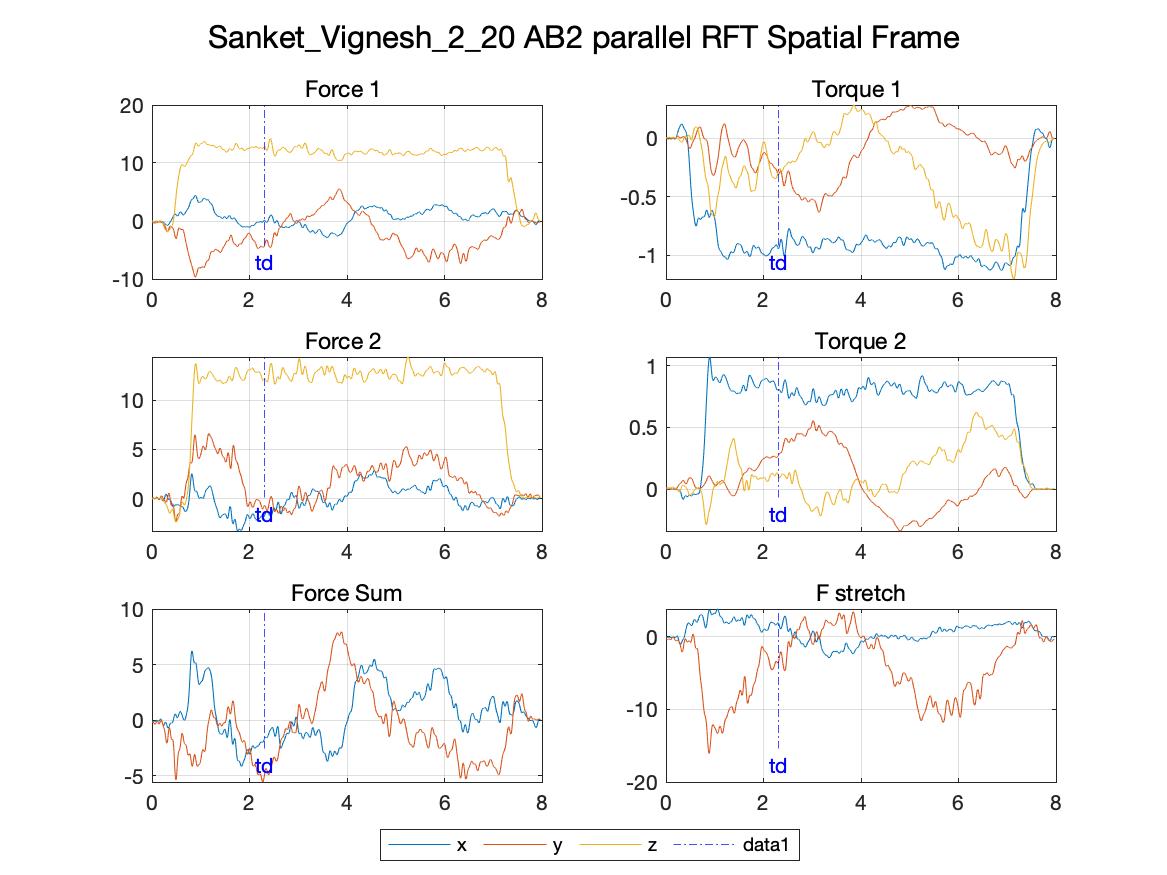 Sanket_Vignesh_2_20 AB2 parallel RFT Spatial Frame
Force 1
20
10
0
-10
td
0 2 4 6 8
Torque 1
0
-0.5
-1
td
0 2 4 6 8
Force 2
10
5
0
td
0 2 4 6 8
Torque 2
1
0.5
0
td
0 2 4 6 8
Force Sum
10
5
0
-5
td
0 2 4 6 8
F stretch
0
-10
-20
td
0 2 4 6 8
x y z data1